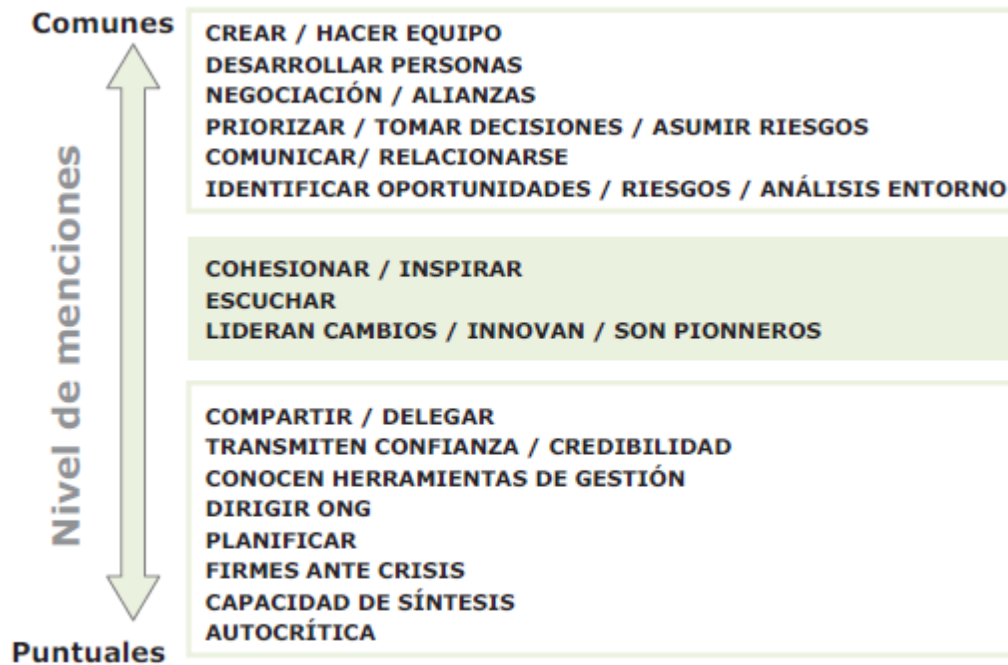 Comunes
CREAR / HACER EQUIPO
DESARROLLAR PERSONAS
NEGOCIACIÓN / ALIANZAS
PRIORIZAR / TOMAR DECISIONES / ASUMIR RIESGOS
COMUNICAR/ RELACIONARSE
IDENTIFICAR OPORTUNIDADES / RIESGOS / ANÁLISIS ENTORNO
Nivel de menciones
COHESIONAR / INSPIRAR
ESCUCHAR
LIDERAN CAMBIOS / INNOVAN / SON PIONNEROS
COMPARTIR / DELEGAR
TRANSMITEN CONFIANZA / CREDIBILIDAD
CONOCEN HERRAMIENTAS DE GESTIÓN
DIRIGIR ONG
PLANIFICAR
FIRMES ANTE CRISIS
CAPACIDAD DE SÍNTESIS
AUTOCRÍTICA
Puntuales